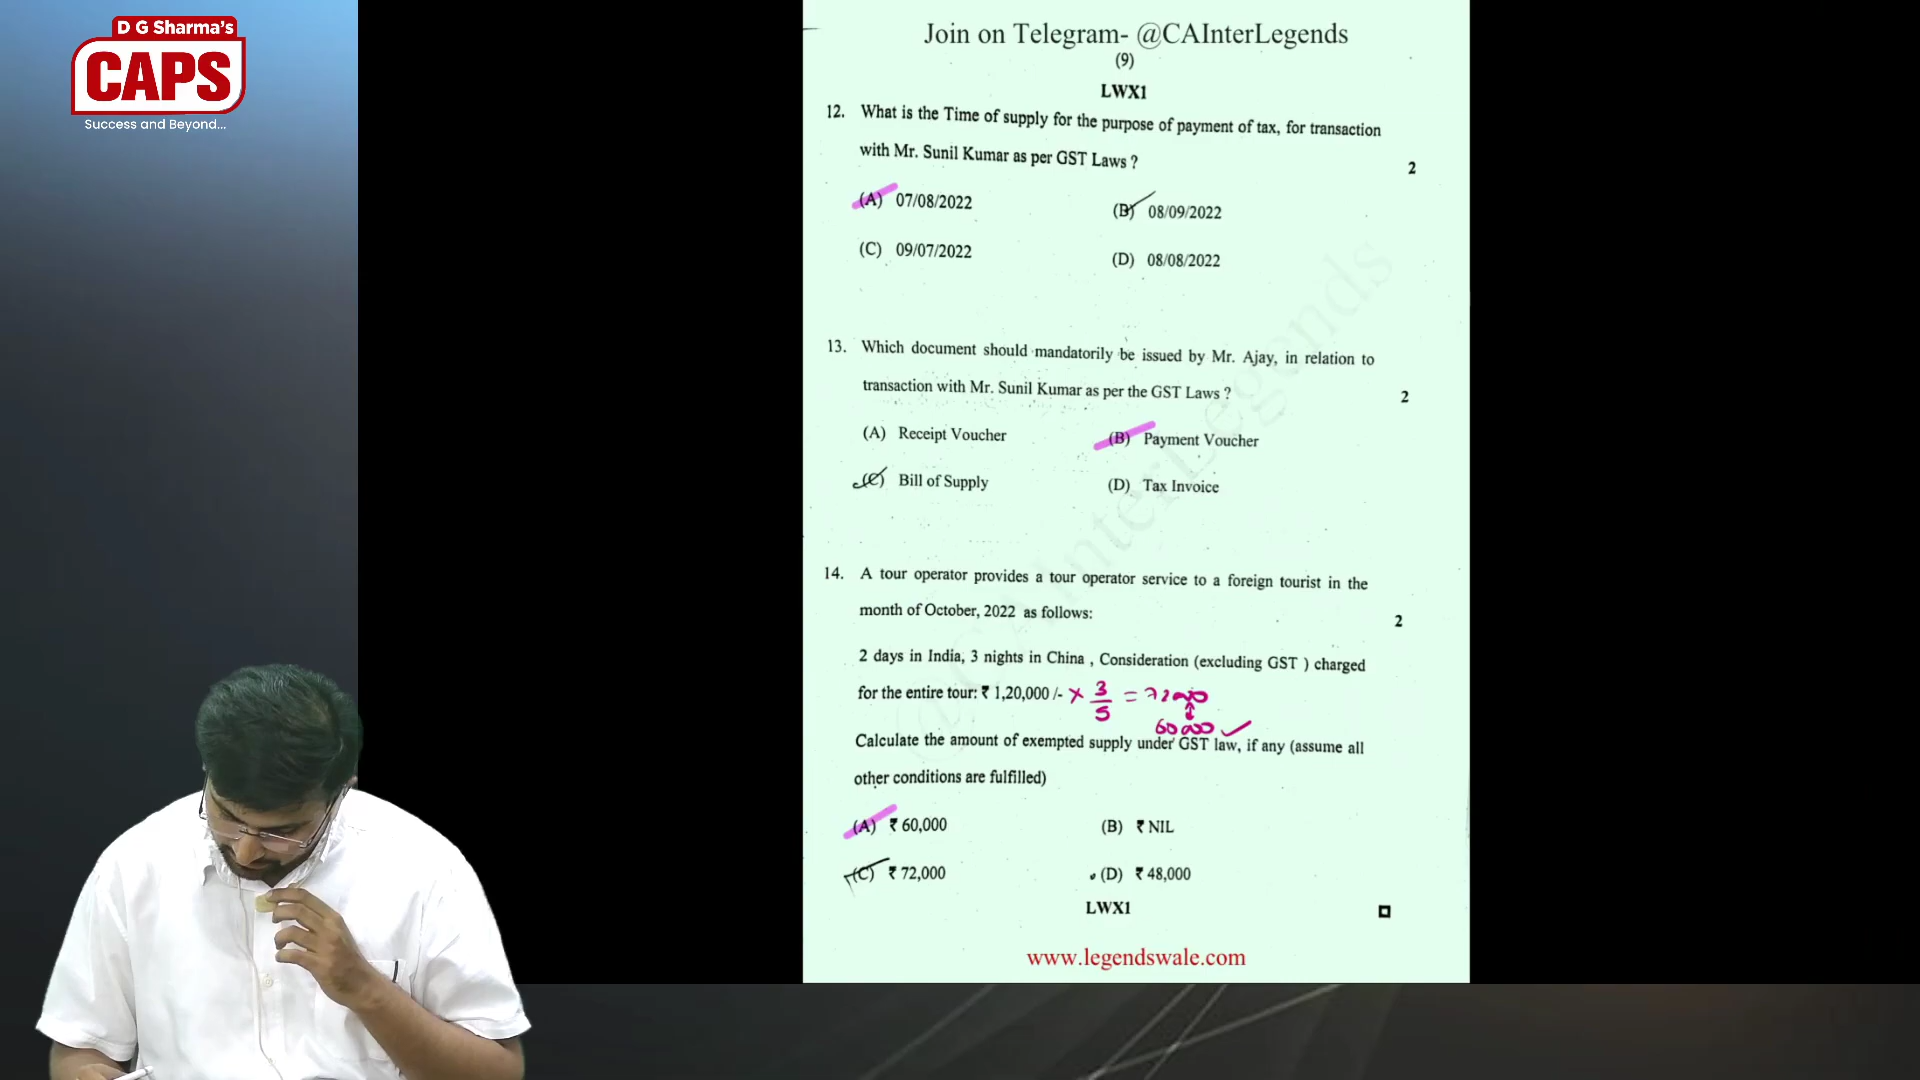 D G Sharma's
CAPS
Success and Beyond...
Join on Telegram- @CAInterLegends
(9)
LWX1
12. What is the Time of supply for the purpose of payment of tax, for transaction
with Mr. Sunil Kumar as per GST Laws ?
2
(A) 07/08/2022
(B) 08/09/2022
(C) 09/07/2022
(D) 08/08/2022
13. Which document should mandatorily be issued by Mr. Ajay, in relation to
transaction with Mr. Sunil Kumar as per the GST Laws ?
2
(A) Receipt Voucher
(B) Payment Voucher
(C) Bill of Supply
(D) Tax Invoice
14. A tour operator provides a tour operator service to a foreign tourist in the
month of October, 2022 as follows:
2
2 days in India, 3 nights in China , Consideration (excluding GST ) charged
for the entire tour: ₹ 1,20,000 /- × 3/5 = 72000
60000
Calculate the amount of exempted supply under GST law, if any (assume all
other conditions are fulfilled)
(A) ₹ 60,000
(B) ₹ NIL
(C) ₹ 72,000
(D) ₹ 48,000
LWX1
www.legendswale.com
@CAInterLegends